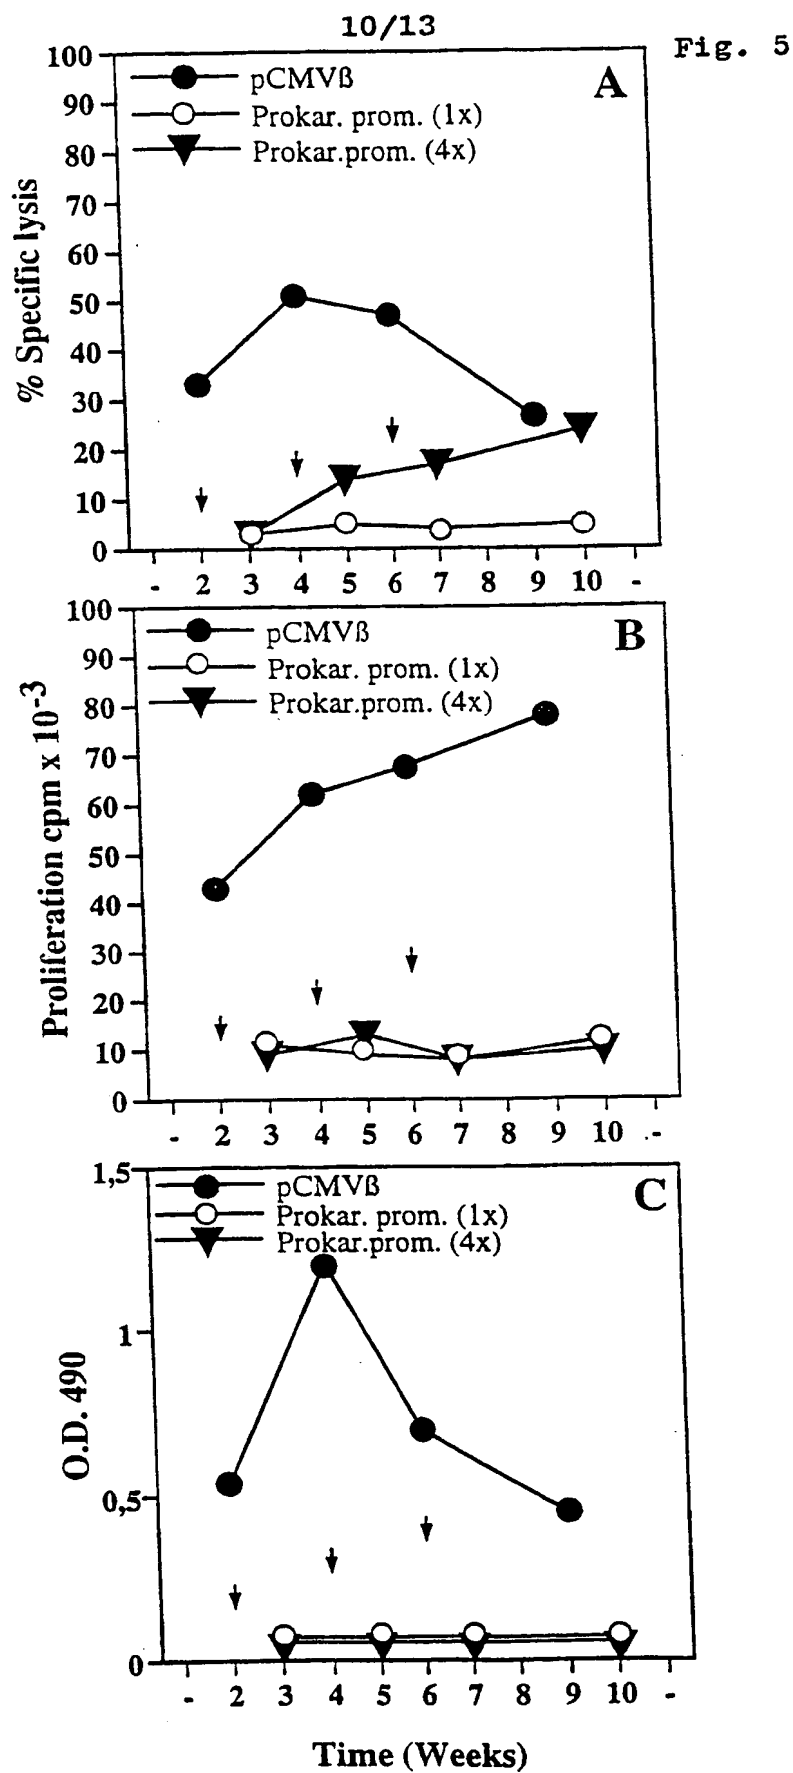 10/13
Fig. 5
A
pCMVß
Prokar. prom. (1x)
Prokar.prom. (4x)
% Specific lysis
100
90
80
70
60
50
40
30
20
10
0
- 2 3 4 5 6 7 8 9 10 -
B
pCMVß
Prokar. prom. (1x)
Prokar.prom. (4x)
Proliferation cpm x 10-3
100
90
80
70
60
50
40
30
20
10
0
- 2 3 4 5 6 7 8 9 10 -
C
pCMVß
Prokar. prom. (1x)
Prokar.prom. (4x)
O.D. 490
1,5
1
0,5
0
- 2 3 4 5 6 7 8 9 10 -
Time (Weeks)